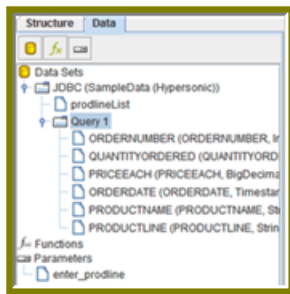 Structure Data
Data Sets
JDBC (SampleData (Hypersonic))
prodlineList
Query 1
ORDERNUMBER (ORDERNUMBER, In
QUANTITYORDERED (QUANTITYORD
PRICEEACH (PRICEEACH, BigDecima
ORDERDATE (ORDERDATE, Timestar
PRODUCTNAME (PRODUCTNAME, St
PRODUCTLINE (PRODUCTLINE, Strin
Functions
Parameters
enter_prodline